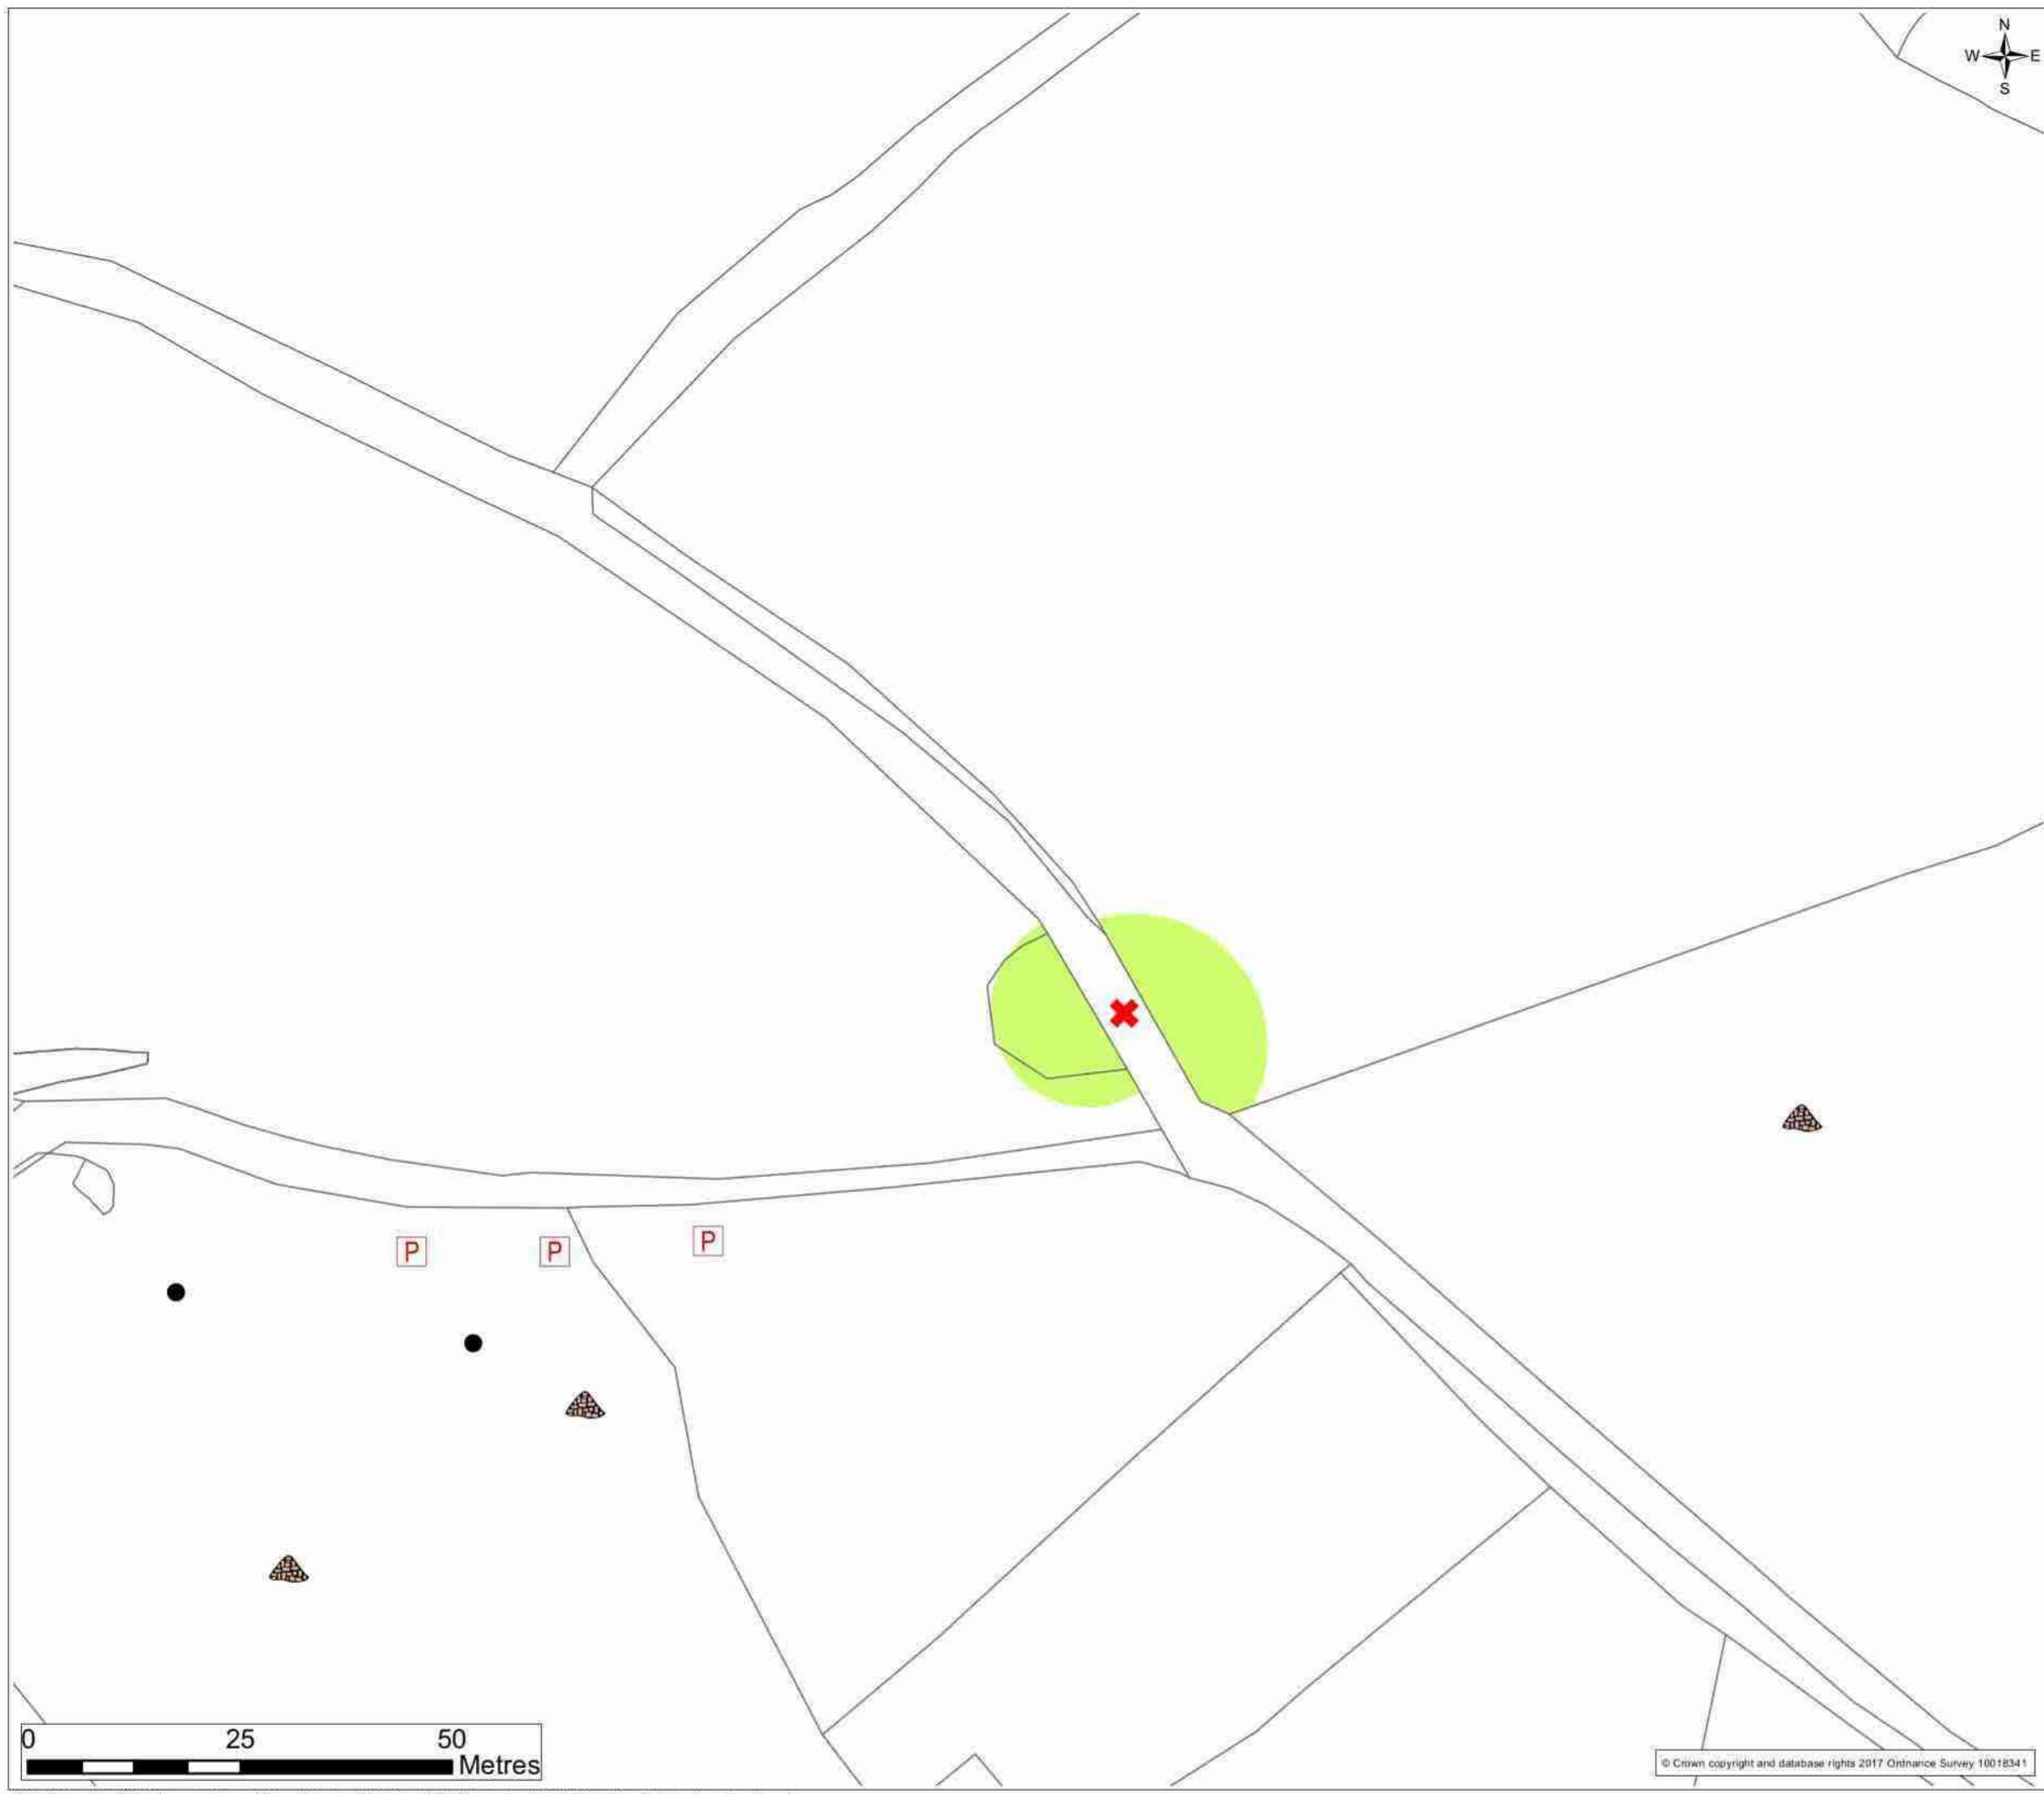 N
W E
S
P P P
0 25 50
Metres
© Crown copyright and database rights 2017 Ordnance Survey 10018341